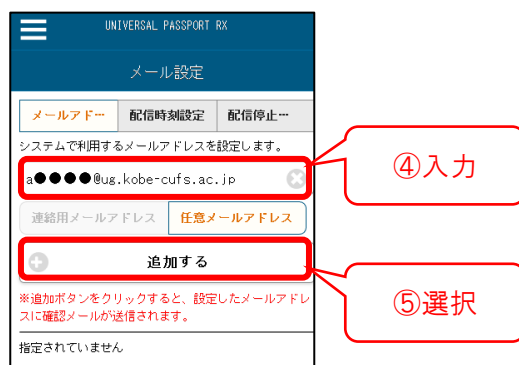 UNIVERSAL PASSPORT RX
メール設定
メールアド… 配信時刻設定 配信停止…
システムで利用するメールアドレスを設定します。
a●●●●@ug.kobe-cufs.ac.jp
④入力
連絡用メールアドレス 任意メールアドレス
追加する
⑤選択
※追加ボタンをクリックすると、設定したメールアドレ
スに確認メールが送信されます。
指定されていません